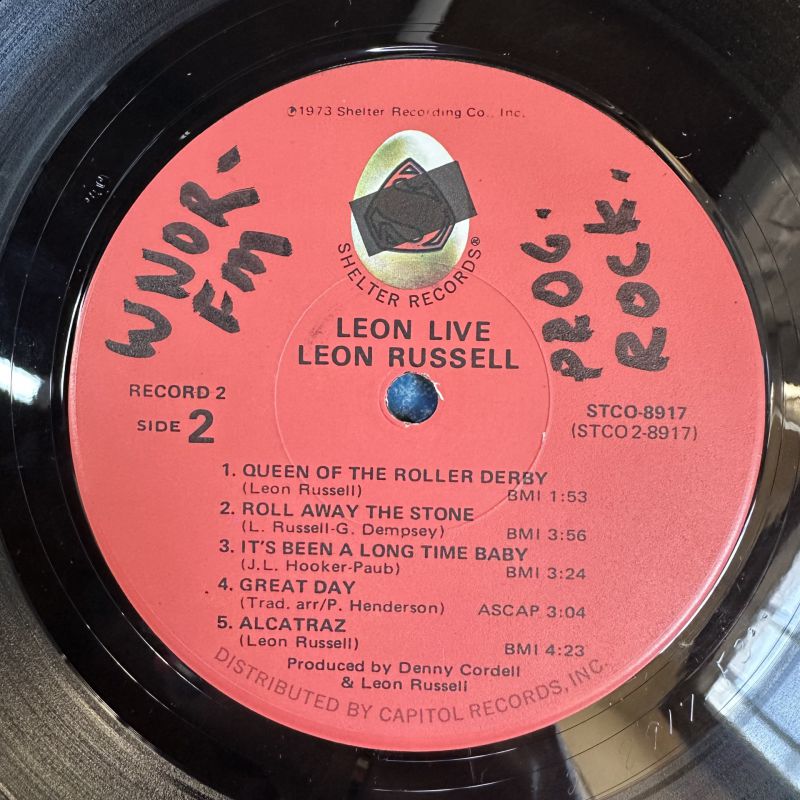 ℗1973 Shelter Recording Co., Inc.
SHELTER RECORDS®
WNOR-
FM
PROG.
ROCK.
LEON LIVE
LEON RUSSELL
RECORD 2
SIDE 2
STCO-8917
(STCO 2-8917)
1. QUEEN OF THE ROLLER DERBY
(Leon Russell) BMI 1:53
2. ROLL AWAY THE STONE
(L. Russell-G. Dempsey) BMI 3:56
3. IT'S BEEN A LONG TIME BABY
(J.L. Hooker-Paub) BMI 3:24
4. GREAT DAY
(Trad. arr/P. Henderson) ASCAP 3:04
5. ALCATRAZ
(Leon Russell) BMI 4:23
Produced by Denny Cordell
& Leon Russell
DISTRIBUTED BY CAPITOL RECORDS, INC.